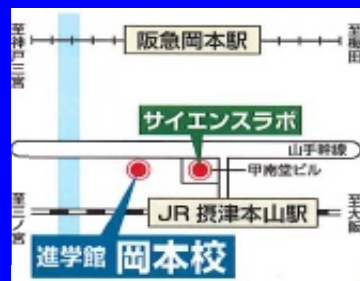 至神戸三宮
阪急岡本駅
至梅田
サイエンスラボ
山手幹線
甲南堂ビル
至三ノ宮
JR 摂津本山駅
至大阪
進学館 岡本校